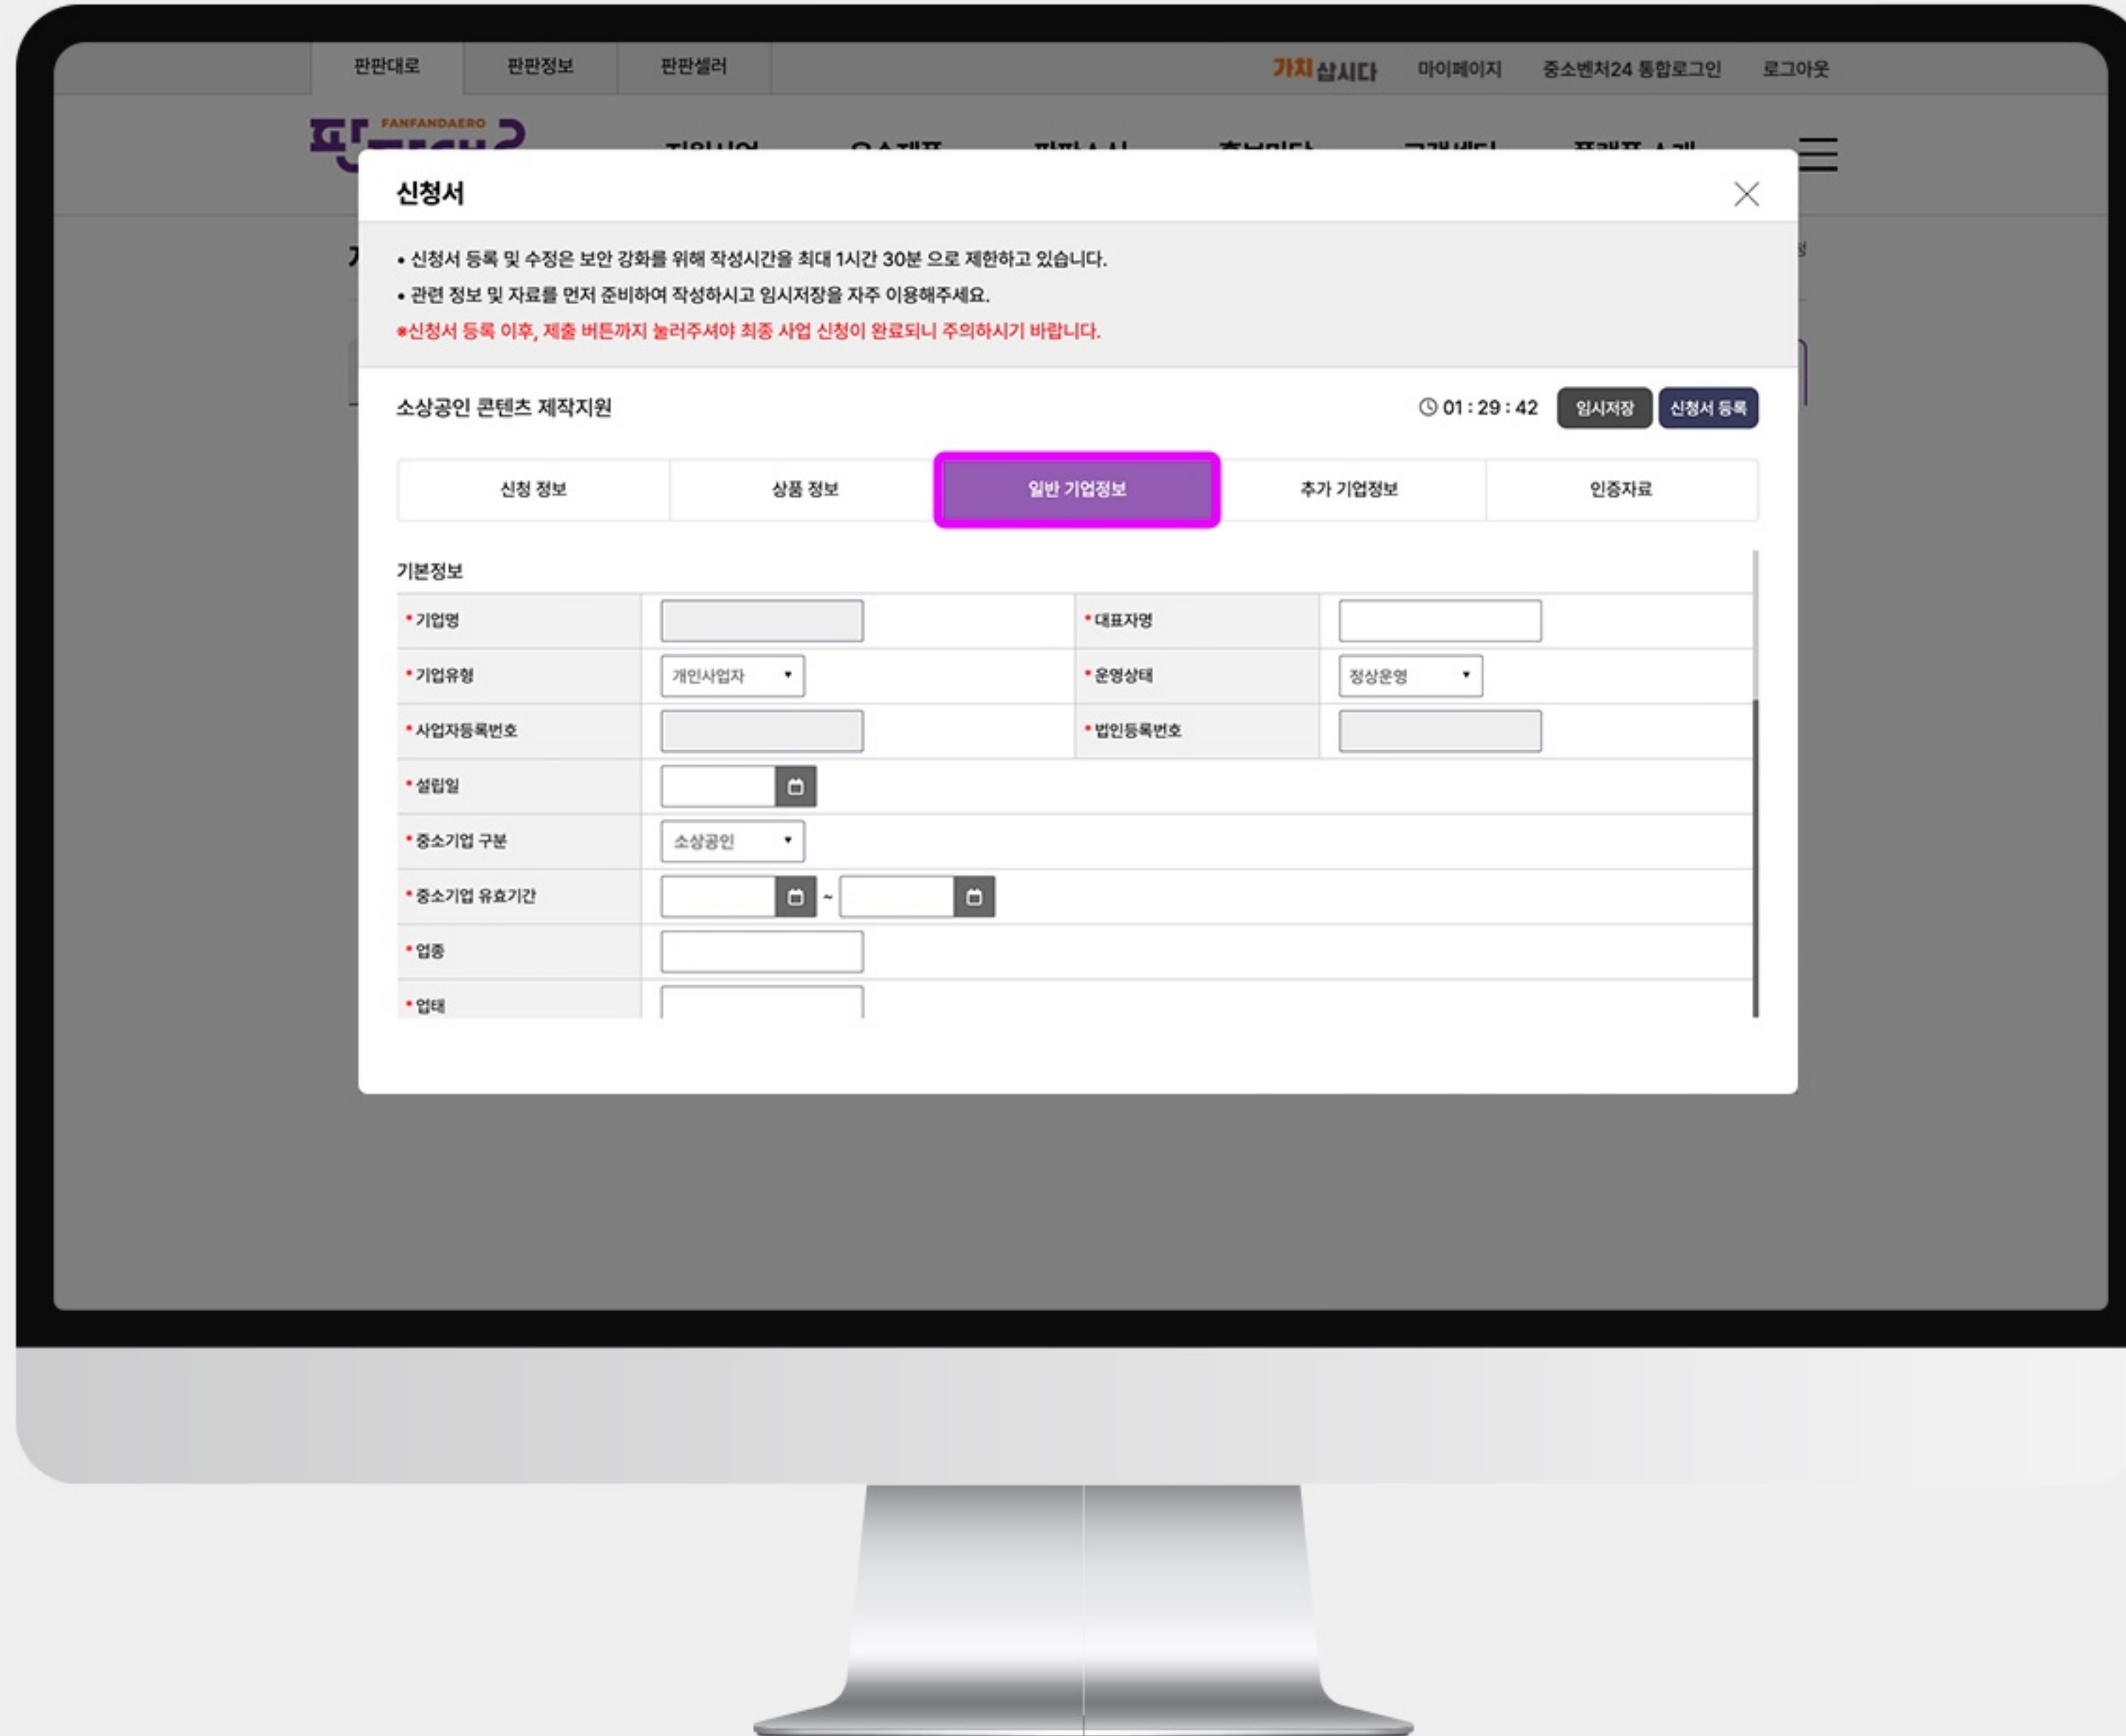 판판대로 판판정보 판판셀러 가치삽시다 마이페이지 중소벤처24 통합로그인 로그아웃
FANFANDAERO
신청서
• 신청서 등록 및 수정은 보안 강화를 위해 작성시간을 최대 1시간 30분 으로 제한하고 있습니다.
• 관련 정보 및 자료를 먼저 준비하여 작성하시고 임시저장을 자주 이용해주세요.
※신청서 등록 이후, 제출 버튼까지 눌러주셔야 최종 사업 신청이 완료되니 주의하시기 바랍니다.
소상공인 콘텐츠 제작지원 01 : 29 : 42 임시저장 신청서 등록
신청 정보 상품 정보 일반 기업정보 추가 기업정보 인증자료
기본정보
* 기업명 * 대표자명
* 기업유형 개인사업자 * 운영상태 정상운영
* 사업자등록번호 * 법인등록번호
* 설립일
* 중소기업 구분 소상공인
* 중소기업 유효기간 ~
* 업종
* 업태